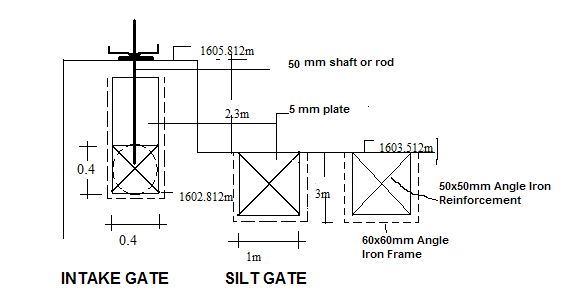 1605.812m
50 mm shaft or rod
5 mm plate
2.3m
1603.512m
0.4
1602.812m
3m
50x50mm Angle Iron
Reinforcement
0.4
1m
60x60mm Angle
Iron Frame
INTAKE GATE
SILT GATE